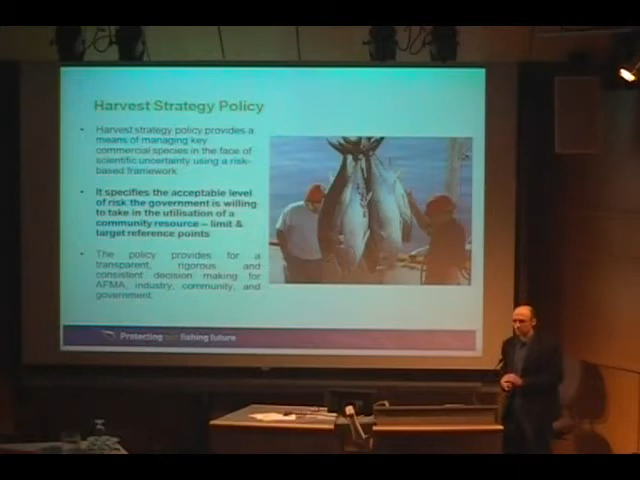 Harvest Strategy Policy
• Harvest strategy policy provides a
means of managing key
commercial species in the face of
scientific uncertainty using a risk-
based framework
• It specifies the acceptable level
of risk the government is willing
to take in the utilisation of a
community resource – limit &
target reference points
• The policy provides for a
transparent, rigorous and
consistent decision making for
AFMA, industry, community, and
government.
Protecting our fishing future